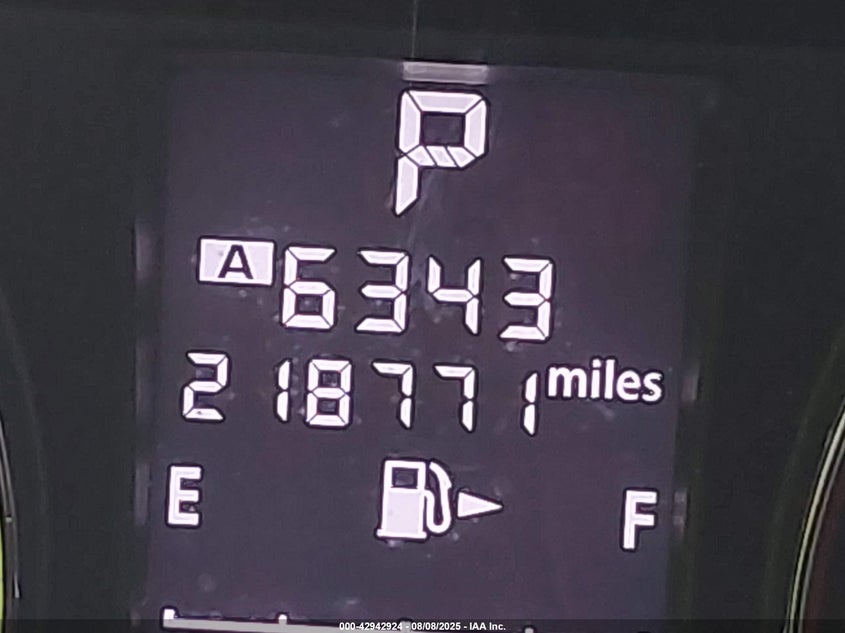 P
A 6343
218771 miles
E F
000-42942924 - 08/08/2025 - IAA Inc.